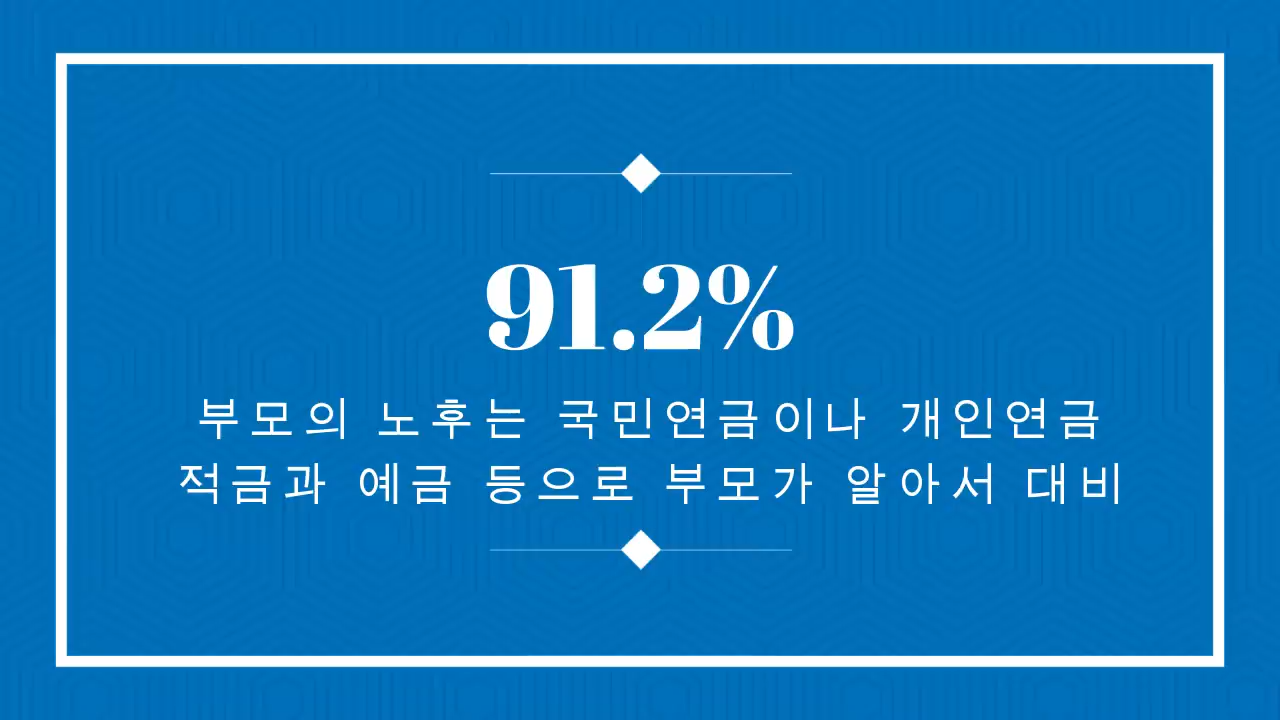 91.2%
부모의 노후는 국민연금이나 개인연금
적금과 예금 등으로 부모가 알아서 대비